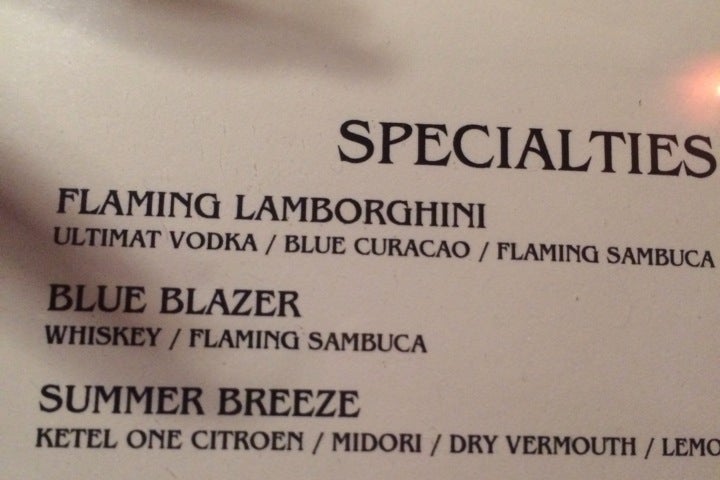 SPECIALTIES
FLAMING LAMBORGHINI
ULTIMAT VODKA / BLUE CURACAO / FLAMING SAMBUCA
BLUE BLAZER
WHISKEY / FLAMING SAMBUCA
SUMMER BREEZE
KETEL ONE CITROEN / MIDORI / DRY VERMOUTH /